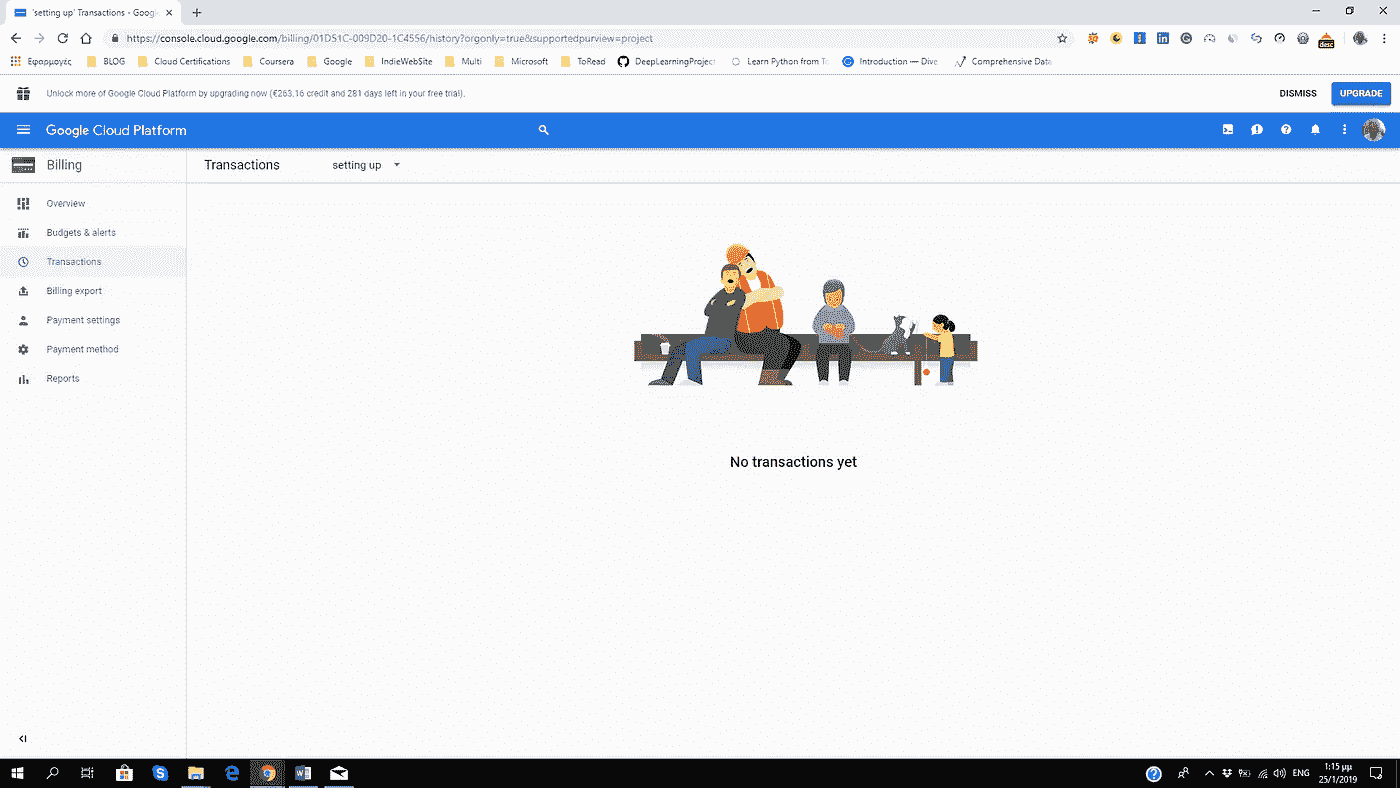 'setting up' Transactions - Googl
https://console.cloud.google.com/billing/01D51C-009D20-1C4556/history?orgonly=true&supportedpurview=project
Εφαρμογές BLOG Cloud Certifications Coursera Google IndieWebSite Multi Microsoft ToRead DeepLearningProject Learn Python from To Introduction — Dive Comprehensive Data
desc
Unlock more of Google Cloud Platform by upgrading now (€263.16 credit and 281 days left in your free trial).
DISMISS
UPGRADE
Google Cloud Platform
Billing
Transactions setting up
Overview
Budgets & alerts
Transactions
Billing export
Payment settings
Payment method
Reports
No transactions yet
ENG
1:15 μμ
25/1/2019